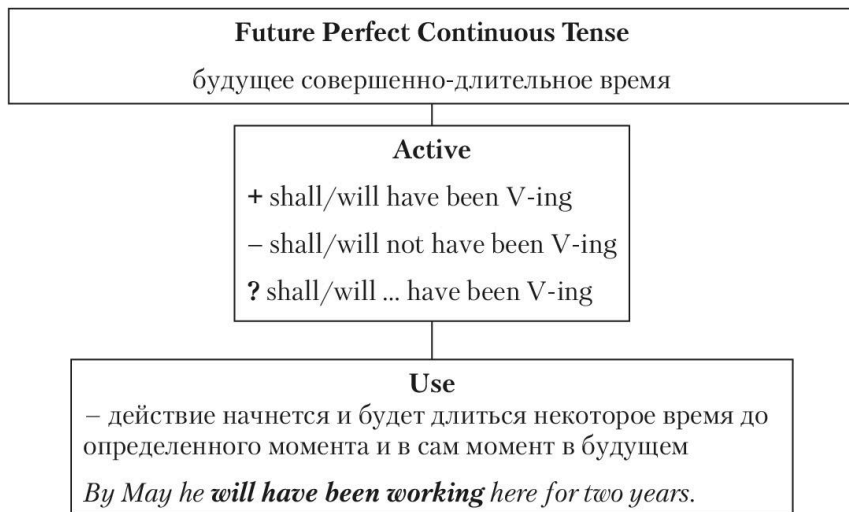 Future Perfect Continuous Tense
будущее совершенно-длительное время
Active
+ shall/will have been V-ing
– shall/will not have been V-ing
? shall/will ... have been V-ing
Use
– действие начнется и будет длиться некоторое время до
определенного момента и в сам момент в будущем
By May he will have been working here for two years.